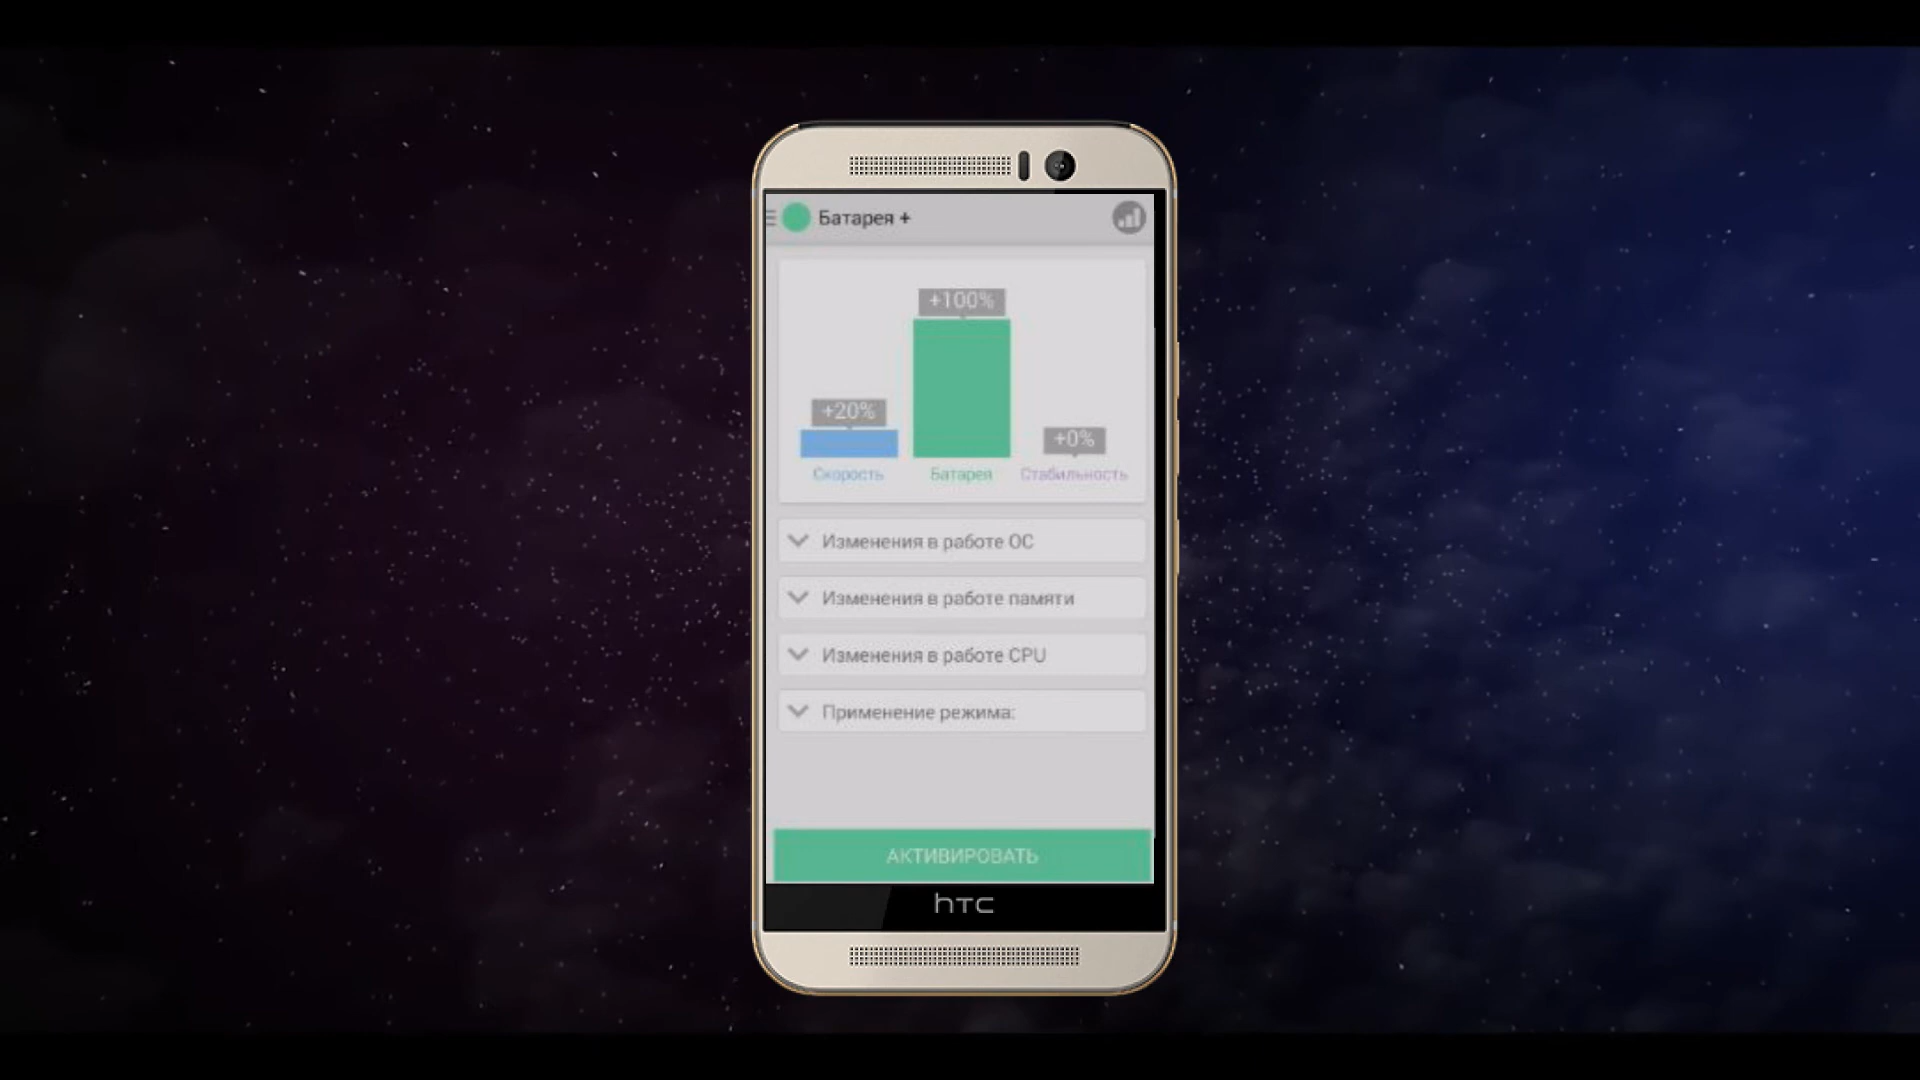 Батарея +
+100%
+20%
+0%
Скорость
Батарея
Стабильность
Изменения в работе ОС
Изменения в работе памяти
Изменения в работе CPU
Применение режима:
АКТИВИРОВАТЬ
hTC